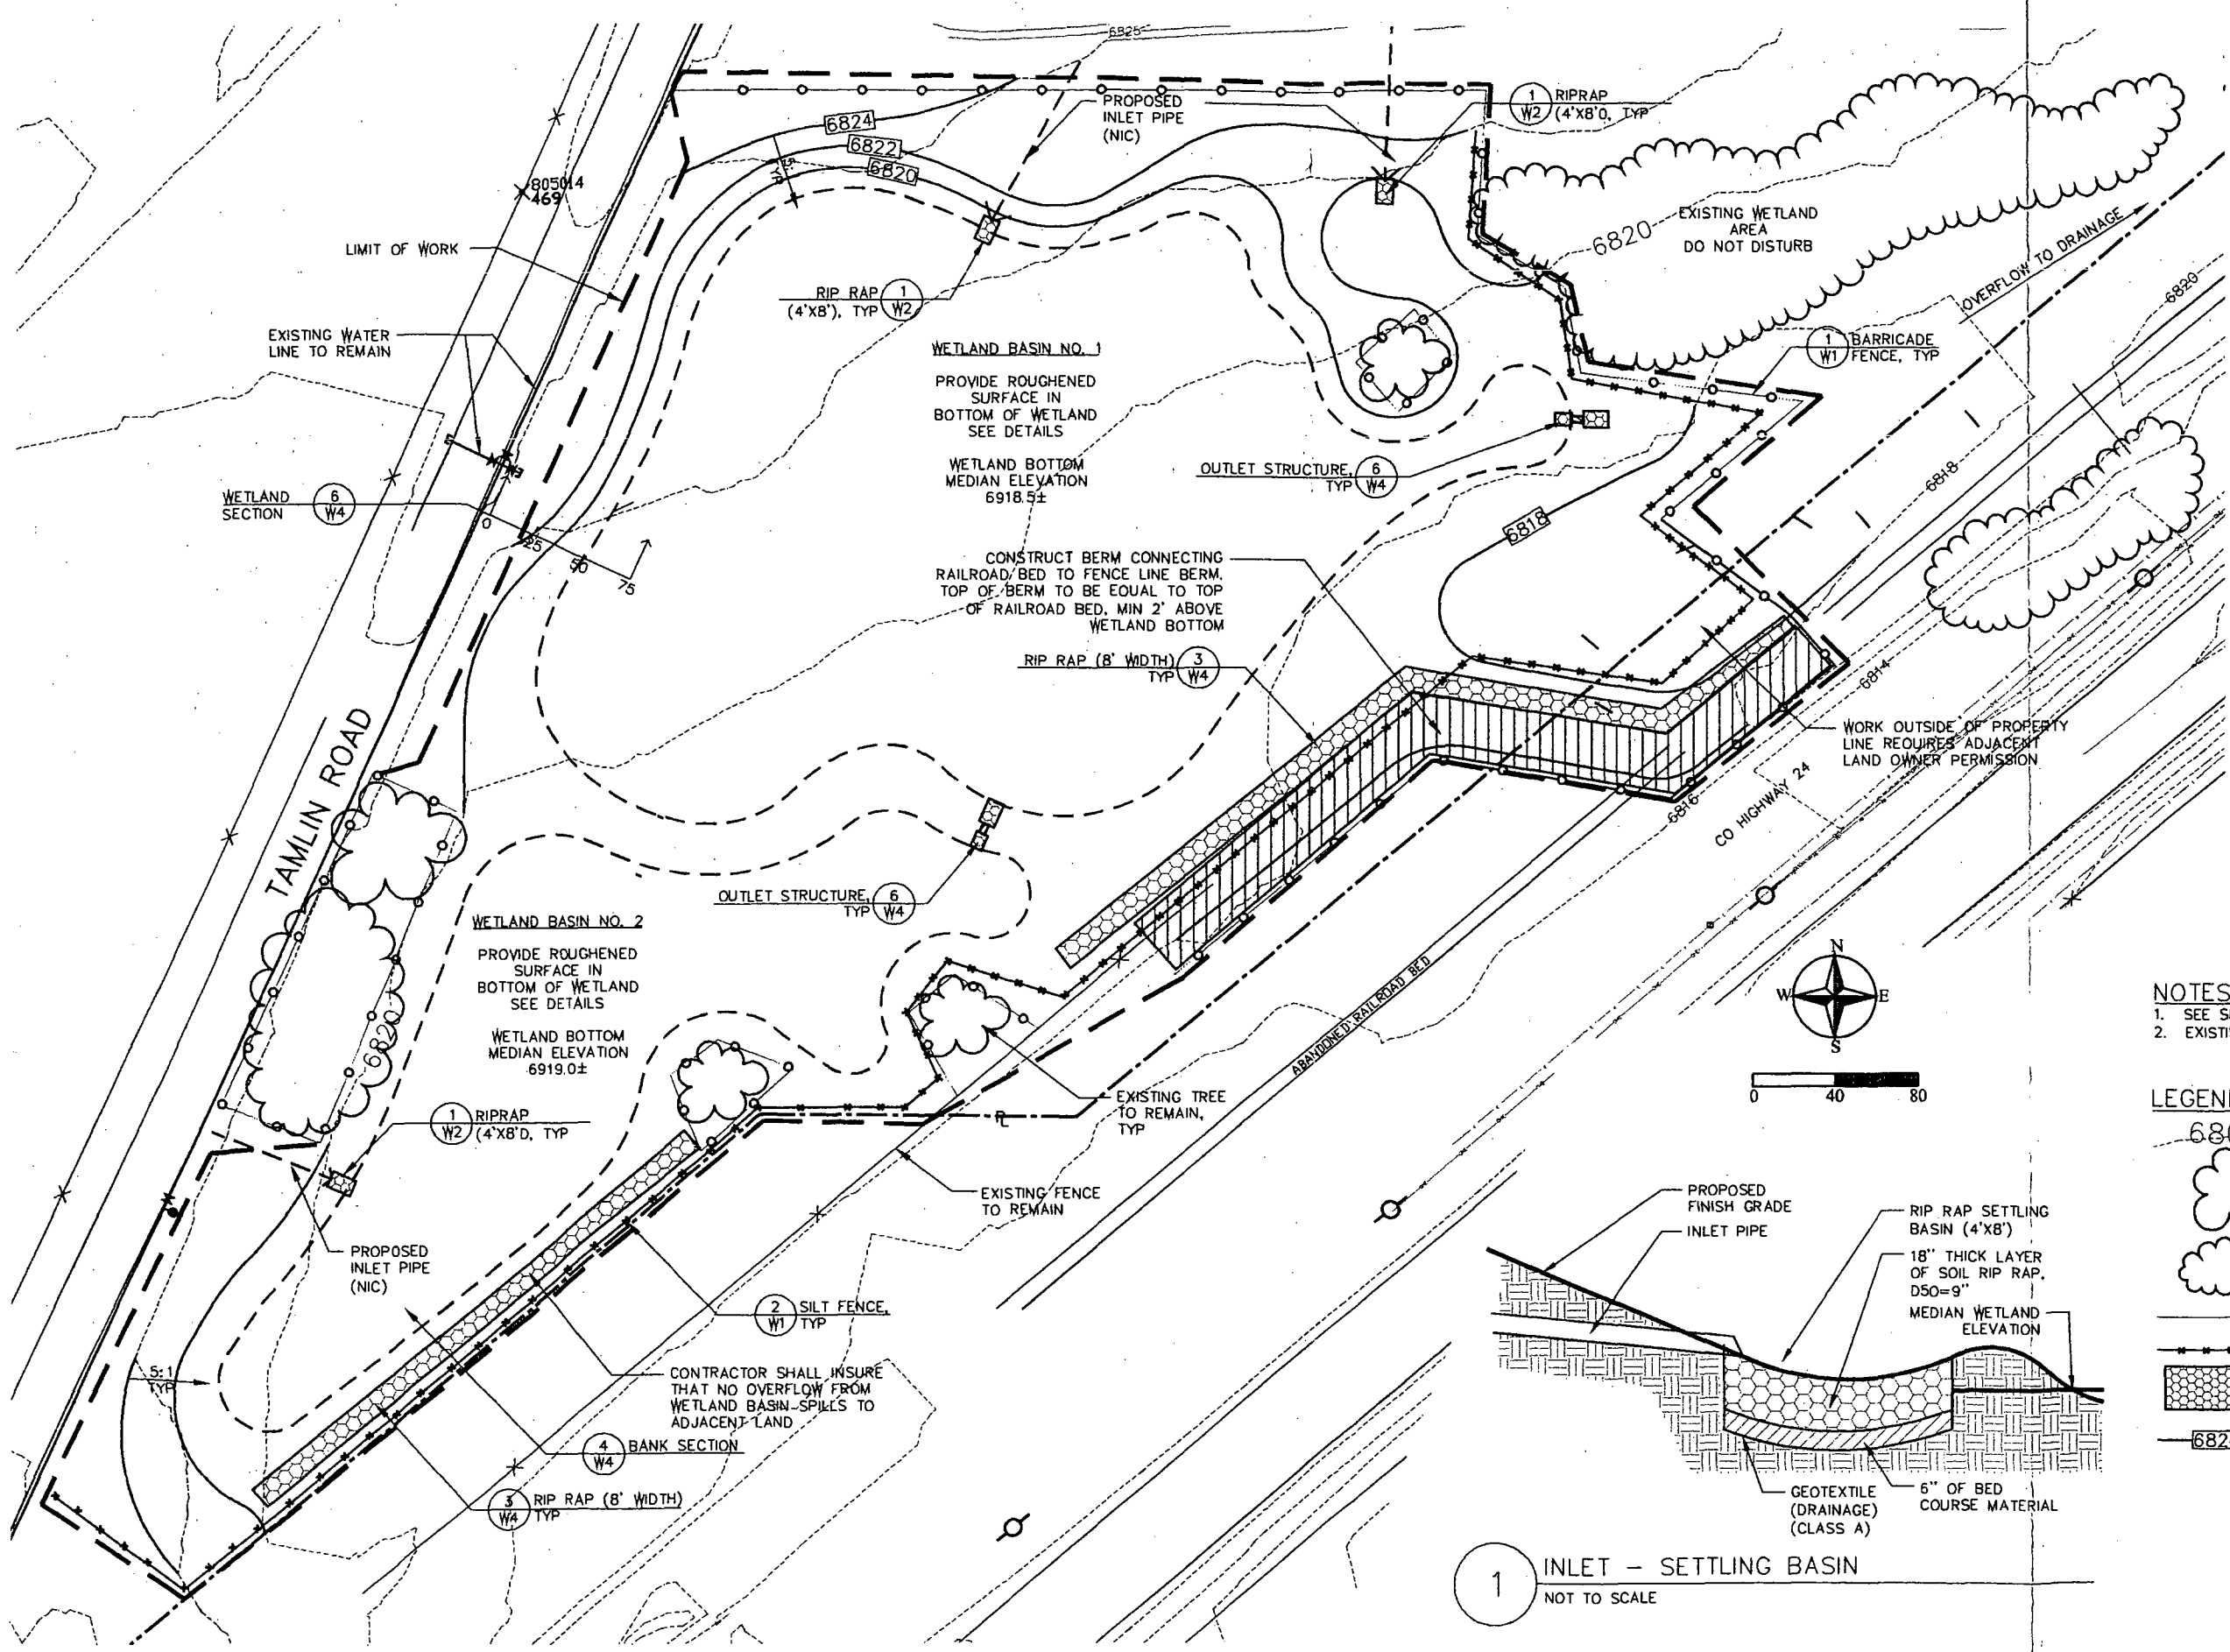 6825
6824
6822
6820
5:1
TYP
PROPOSED
INLET PIPE
(NIC)
1
W2
RIPRAP
(4'X8'D, TYP
805014
469
LIMIT OF WORK
EXISTING WETLAND
AREA
DO NOT DISTURB
6820
OVERFLOW TO DRAINAGE
6820
RIP RAP
(4'X8'), TYP
1
W2
EXISTING WATER
LINE TO REMAIN
WETLAND BASIN NO. 1
PROVIDE ROUGHENED
SURFACE IN
BOTTOM OF WETLAND
SEE DETAILS
WETLAND BOTTOM
MEDIAN ELEVATION
6918.5±
1
W1
BARRICADE
FENCE, TYP
OUTLET STRUCTURE,
TYP
6
W4
6818
6818
WETLAND
SECTION
6
W4
0
25
50
75
CONSTRUCT BERM CONNECTING
RAILROAD BED TO FENCE LINE BERM.
TOP OF BERM TO BE EQUAL TO TOP
OF RAILROAD BED, MIN 2' ABOVE
WETLAND BOTTOM
RIP RAP (8' WIDTH)
TYP
3
W4
6814
WORK OUTSIDE OF PROPERTY
LINE REQUIRES ADJACENT
LAND OWNER PERMISSION
6816
CO HIGHWAY 24
TAMLIN ROAD
OUTLET STRUCTURE,
TYP
6
W4
WETLAND BASIN NO. 2
PROVIDE ROUGHENED
SURFACE IN
BOTTOM OF WETLAND
SEE DETAILS
WETLAND BOTTOM
MEDIAN ELEVATION
6919.0±
6820
ABANDONED RAILROAD BED
N
W E
S
0 40 80
NOTES
1. SEE S
2. EXISTI
LEGEN
1
W2
RIPRAP
(4'X8'D, TYP
EXISTING TREE
TO REMAIN,
TYP
PL
EXISTING FENCE
TO REMAIN
PROPOSED
INLET PIPE
(NIC)
2
W1
SILT FENCE,
TYP
5:1
TYP
CONTRACTOR SHALL INSURE
THAT NO OVERFLOW FROM
WETLAND BASIN SPILLS TO
ADJACENT LAND
4
W4
BANK SECTION
3
W4
RIP RAP (8' WIDTH)
TYP
PROPOSED
FINISH GRADE
INLET PIPE
RIP RAP SETTLING
BASIN (4'X8')
18" THICK LAYER
OF SOIL RIP RAP,
D50=9"
MEDIAN WETLAND
ELEVATION
GEOTEXTILE
(DRAINAGE)
(CLASS A)
6" OF BED
COURSE MATERIAL
682
1
INLET - SETTLING BASIN
NOT TO SCALE